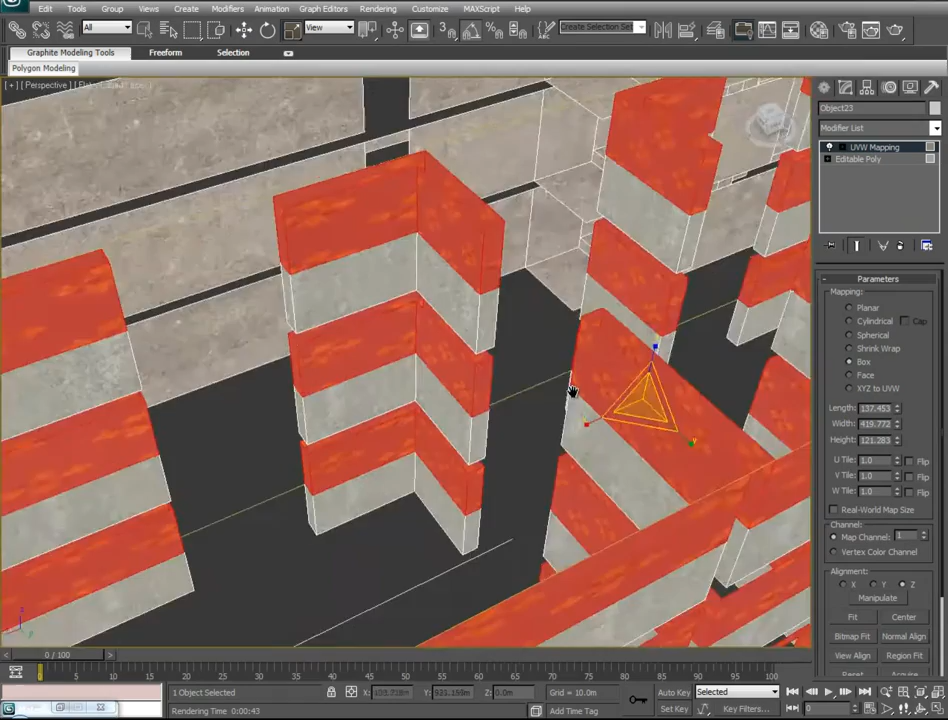 Edit Tools Group Views Create Modifiers Animation Graph Editors Rendering Customize MAXScript Help
All View 3 Create Selection Se
Graphite Modeling Tools Freeform Selection
Polygon Modeling
[ + ] [ Perspective ]
Object23
Modifier List
UVW Mapping
Editable Poly
Parameters
Mapping:
Planar
Cylindrical Cap
Spherical
Shrink Wrap
Box
Face
XYZ to UVW
Length: 137.453
Width: 419.772
Height: 121.283
U Tile: 1.0 Flip
V Tile: 1.0 Flip
W Tile: 1.0 Flip
Real-World Map Size
Channel:
Map Channel: 1
Vertex Color Channel
Alignment:
X Y Z
Manipulate
Fit Center
Bitmap Fit Normal Align
View Align Region Fit
z
y
0 / 100
0 5 10 15 20 25 30 35 40 45 50 55 60 65 70 75 80 85 90 95 100
1 Object Selected X: Y: Z: 0.0m Grid = 10.0m Auto Key Selected
Rendering Time 0:00:43 Add Time Tag Set Key Key Filters... 0